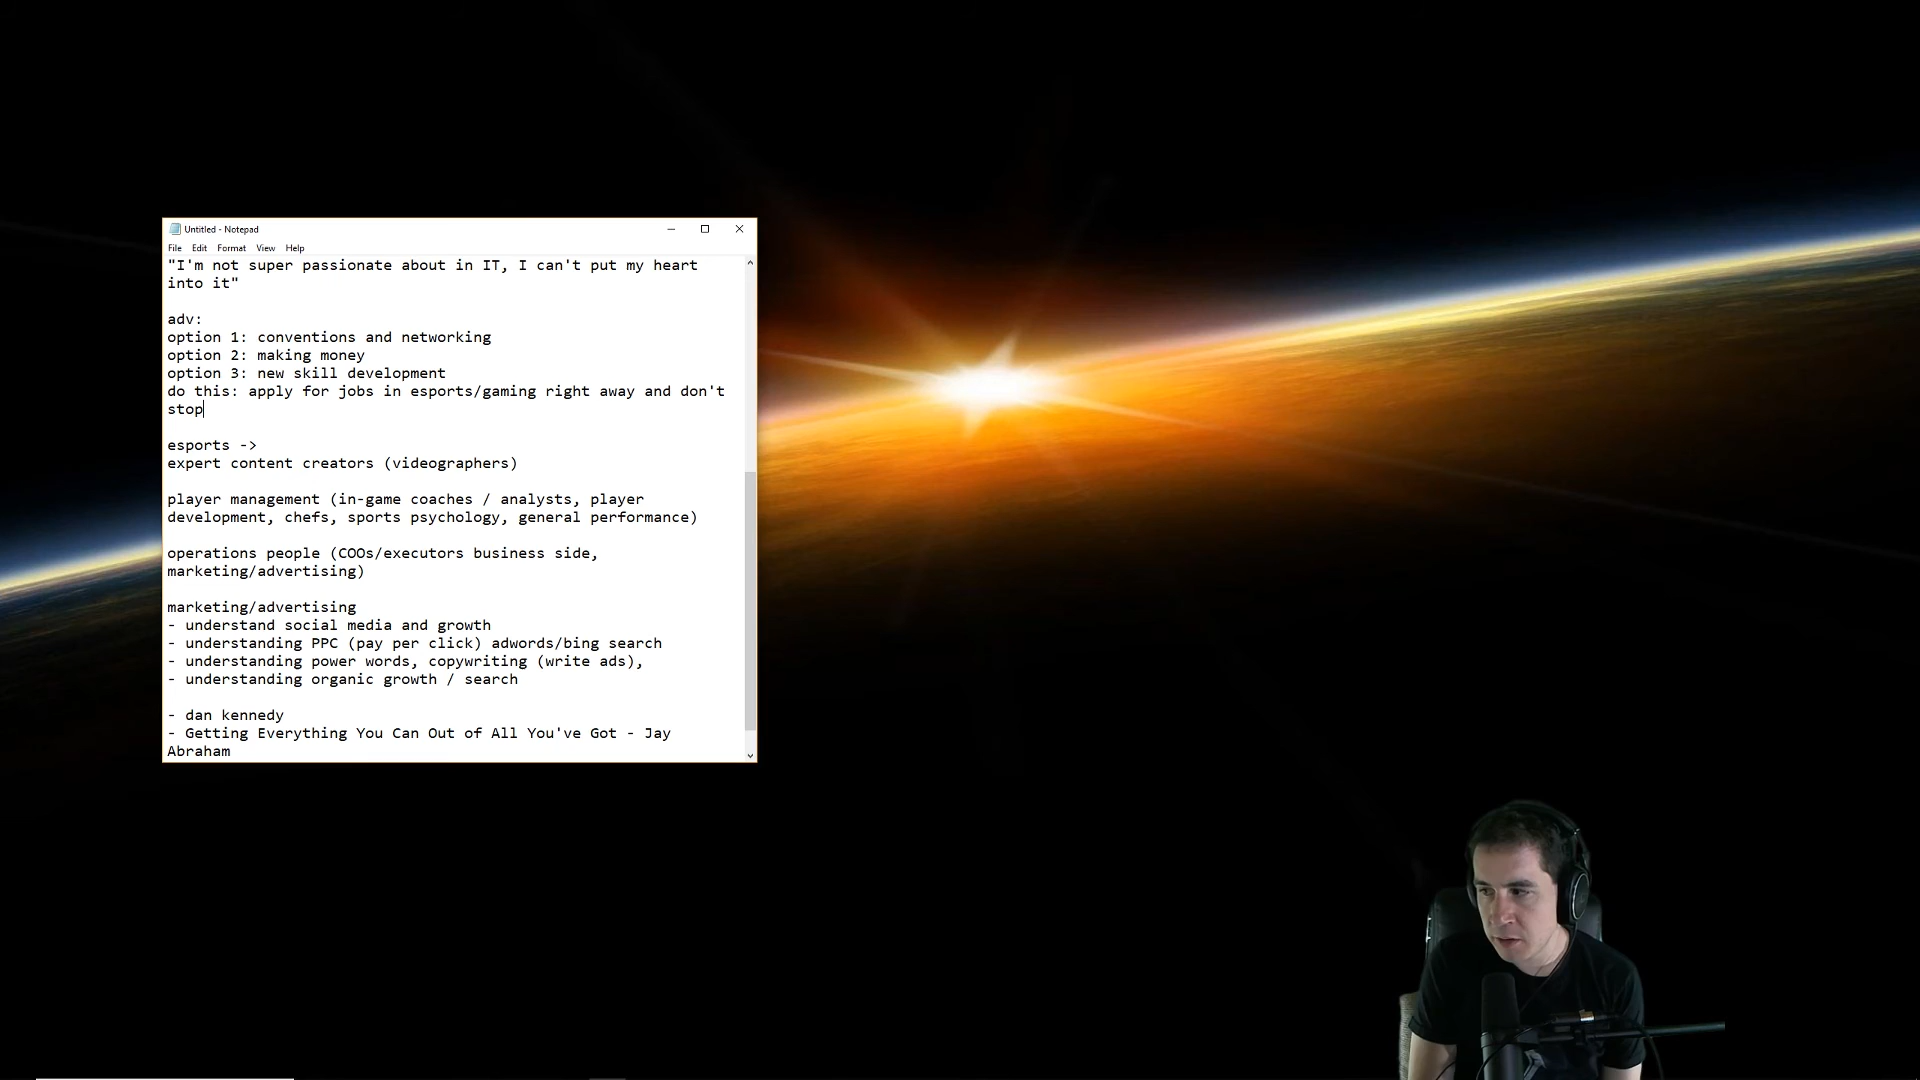 Untitled - Notepad
File Edit Format View Help
"I'm not super passionate about in IT, I can't put my heart
into it"
adv:
option 1: conventions and networking
option 2: making money
option 3: new skill development
do this: apply for jobs in esports/gaming right away and don't
stop
esports ->
expert content creators (videographers)
player management (in-game coaches / analysts, player
development, chefs, sports psychology, general performance)
operations people (COOs/executors business side,
marketing/advertising)
marketing/advertising
- understand social media and growth
- understanding PPC (pay per click) adwords/bing search
- understanding power words, copywriting (write ads),
- understanding organic growth / search
- dan kennedy
- Getting Everything You Can Out of All You've Got - Jay
Abraham